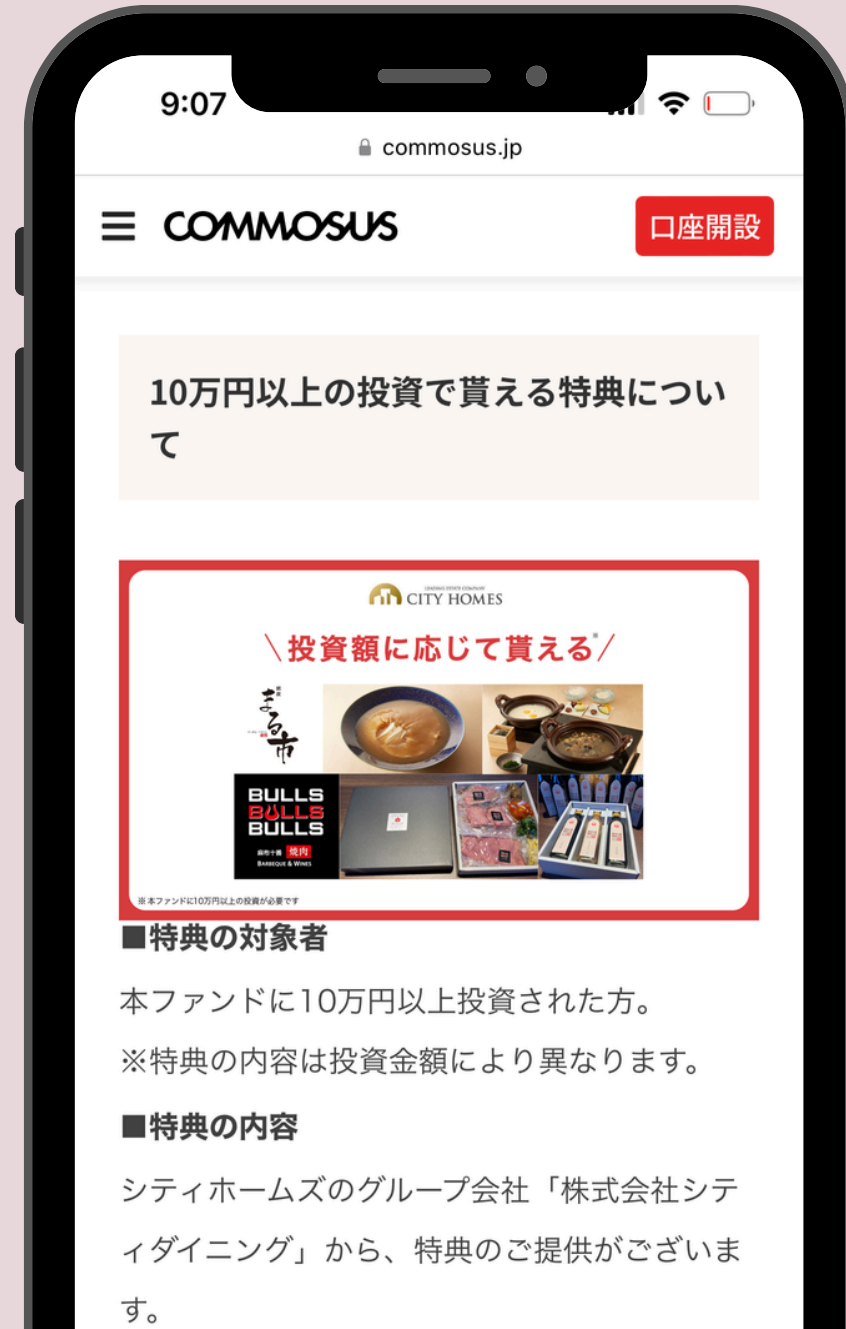 9:07
commosus.jp
COMMOSUS
口座開設
10万円以上の投資で貰える特典につい
て
CITY HOMES
\投資額に応じて貰える※/
まる市
BULLS
BULLS
BULLS
麻布十番 焼肉
BARBEQUE & WINES
※本ファンドに10万円以上の投資が必要です
■特典の対象者
本ファンドに10万円以上投資された方。
※特典の内容は投資金額により異なります。
■特典の内容
シティホームズのグループ会社「株式会社シテ
ィダイニング」から、特典のご提供がございま
す。